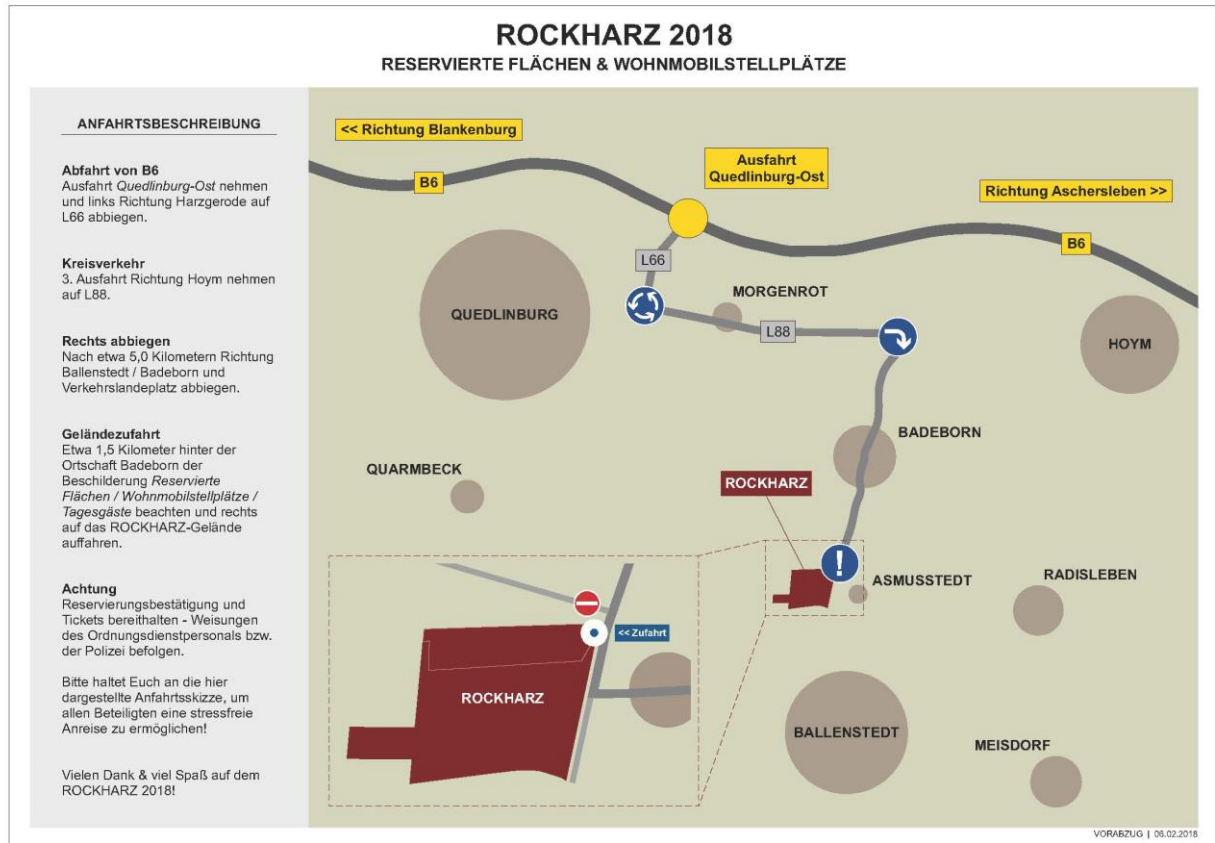 ROCKHARZ 2018
RESERVIERTE FLÄCHEN & WOHNMOBILSTELLPLÄTZE
ANFAHRTSBESCHREIBUNG
Abfahrt von B6
Ausfahrt Quedlinburg-Ost nehmen
und links Richtung Harzgerode auf
L66 abbiegen.
Kreisverkehr
3. Ausfahrt Richtung Hoym nehmen
auf L88.
Rechts abbiegen
Nach etwa 5,0 Kilometern Richtung
Ballenstedt / Badeborn und
Verkehrslandeplatz abbiegen.
Geländezufahrt
Etwa 1,5 Kilometer hinter der
Ortschaft Badeborn der
Beschilderung Reservierte
Flächen / Wohnmobilstellplätze /
Tagesgäste beachten und rechts
auf das ROCKHARZ-Gelände
auffahren.
Achtung
Reservierungsbestätigung und
Tickets bereithalten - Weisungen
des Ordnungsdienstpersonals bzw.
der Polizei befolgen.
Bitte haltet Euch an die hier
dargestellte Anfahrtsskizze, um
allen Beteiligten eine stressfreie
Anreise zu ermöglichen!
Vielen Dank & viel Spaß auf dem
ROCKHARZ 2018!
<< Richtung Blankenburg
B6
Ausfahrt
Quedlinburg-Ost
Richtung Aschersleben >>
B6
L66
MORGENROT
QUEDLINBURG
L88
HOYM
BADEBORN
QUARMBECK
ROCKHARZ
!
ASMUSSTEDT
RADISLEBEN
<< Zufahrt
ROCKHARZ
BALLENSTEDT
MEISDORF
VORABZUG | 06.02.2018